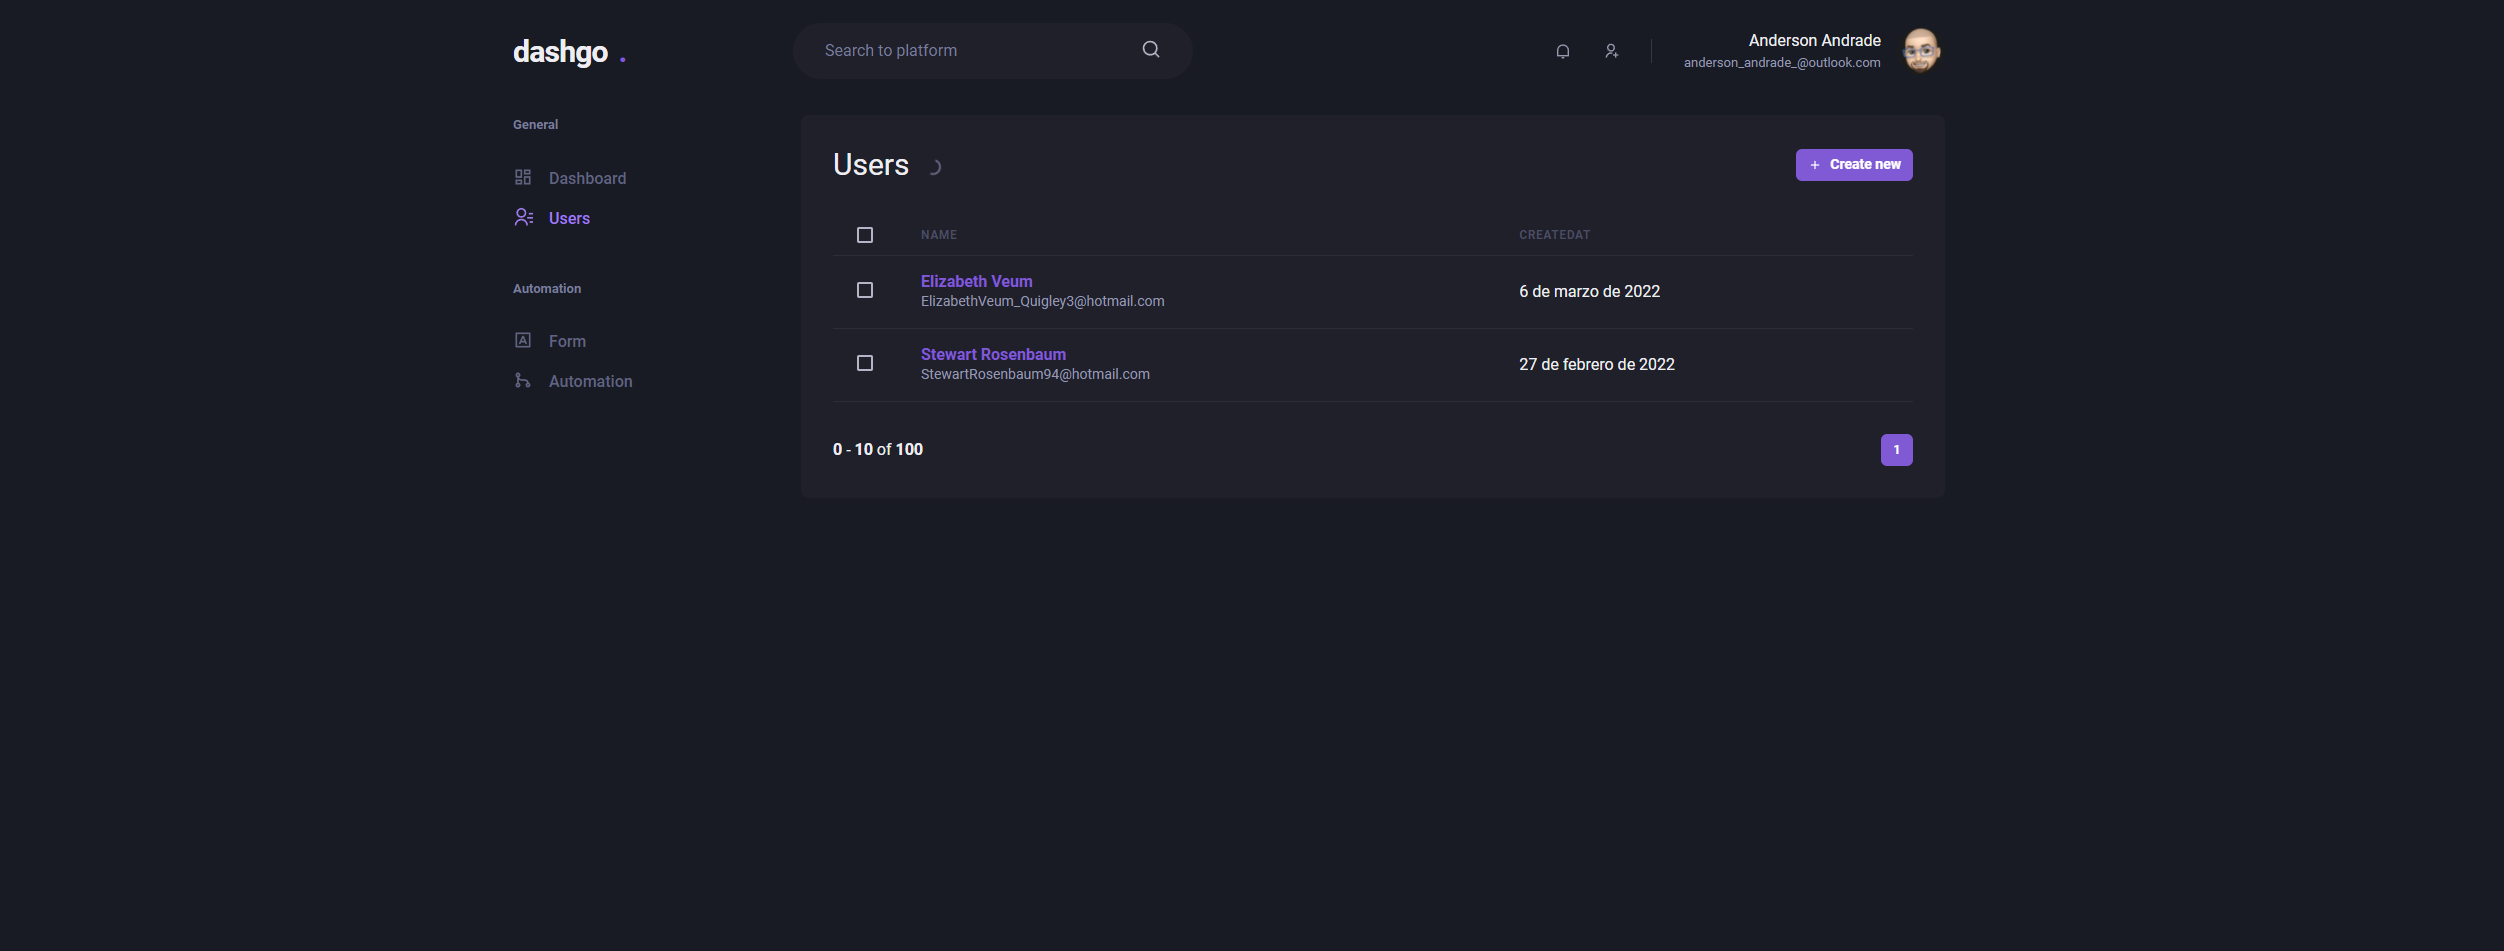 dashgo .
Search to platform
Anderson Andrade
anderson_andrade_@outlook.com
General
Dashboard
Users
Automation
Form
Automation
Users
+ Create new
NAME CREATEDAT
Elizabeth Veum
ElizabethVeum_Quigley3@hotmail.com
6 de marzo de 2022
Stewart Rosenbaum
StewartRosenbaum94@hotmail.com
27 de febrero de 2022
0 - 10 of 100
1